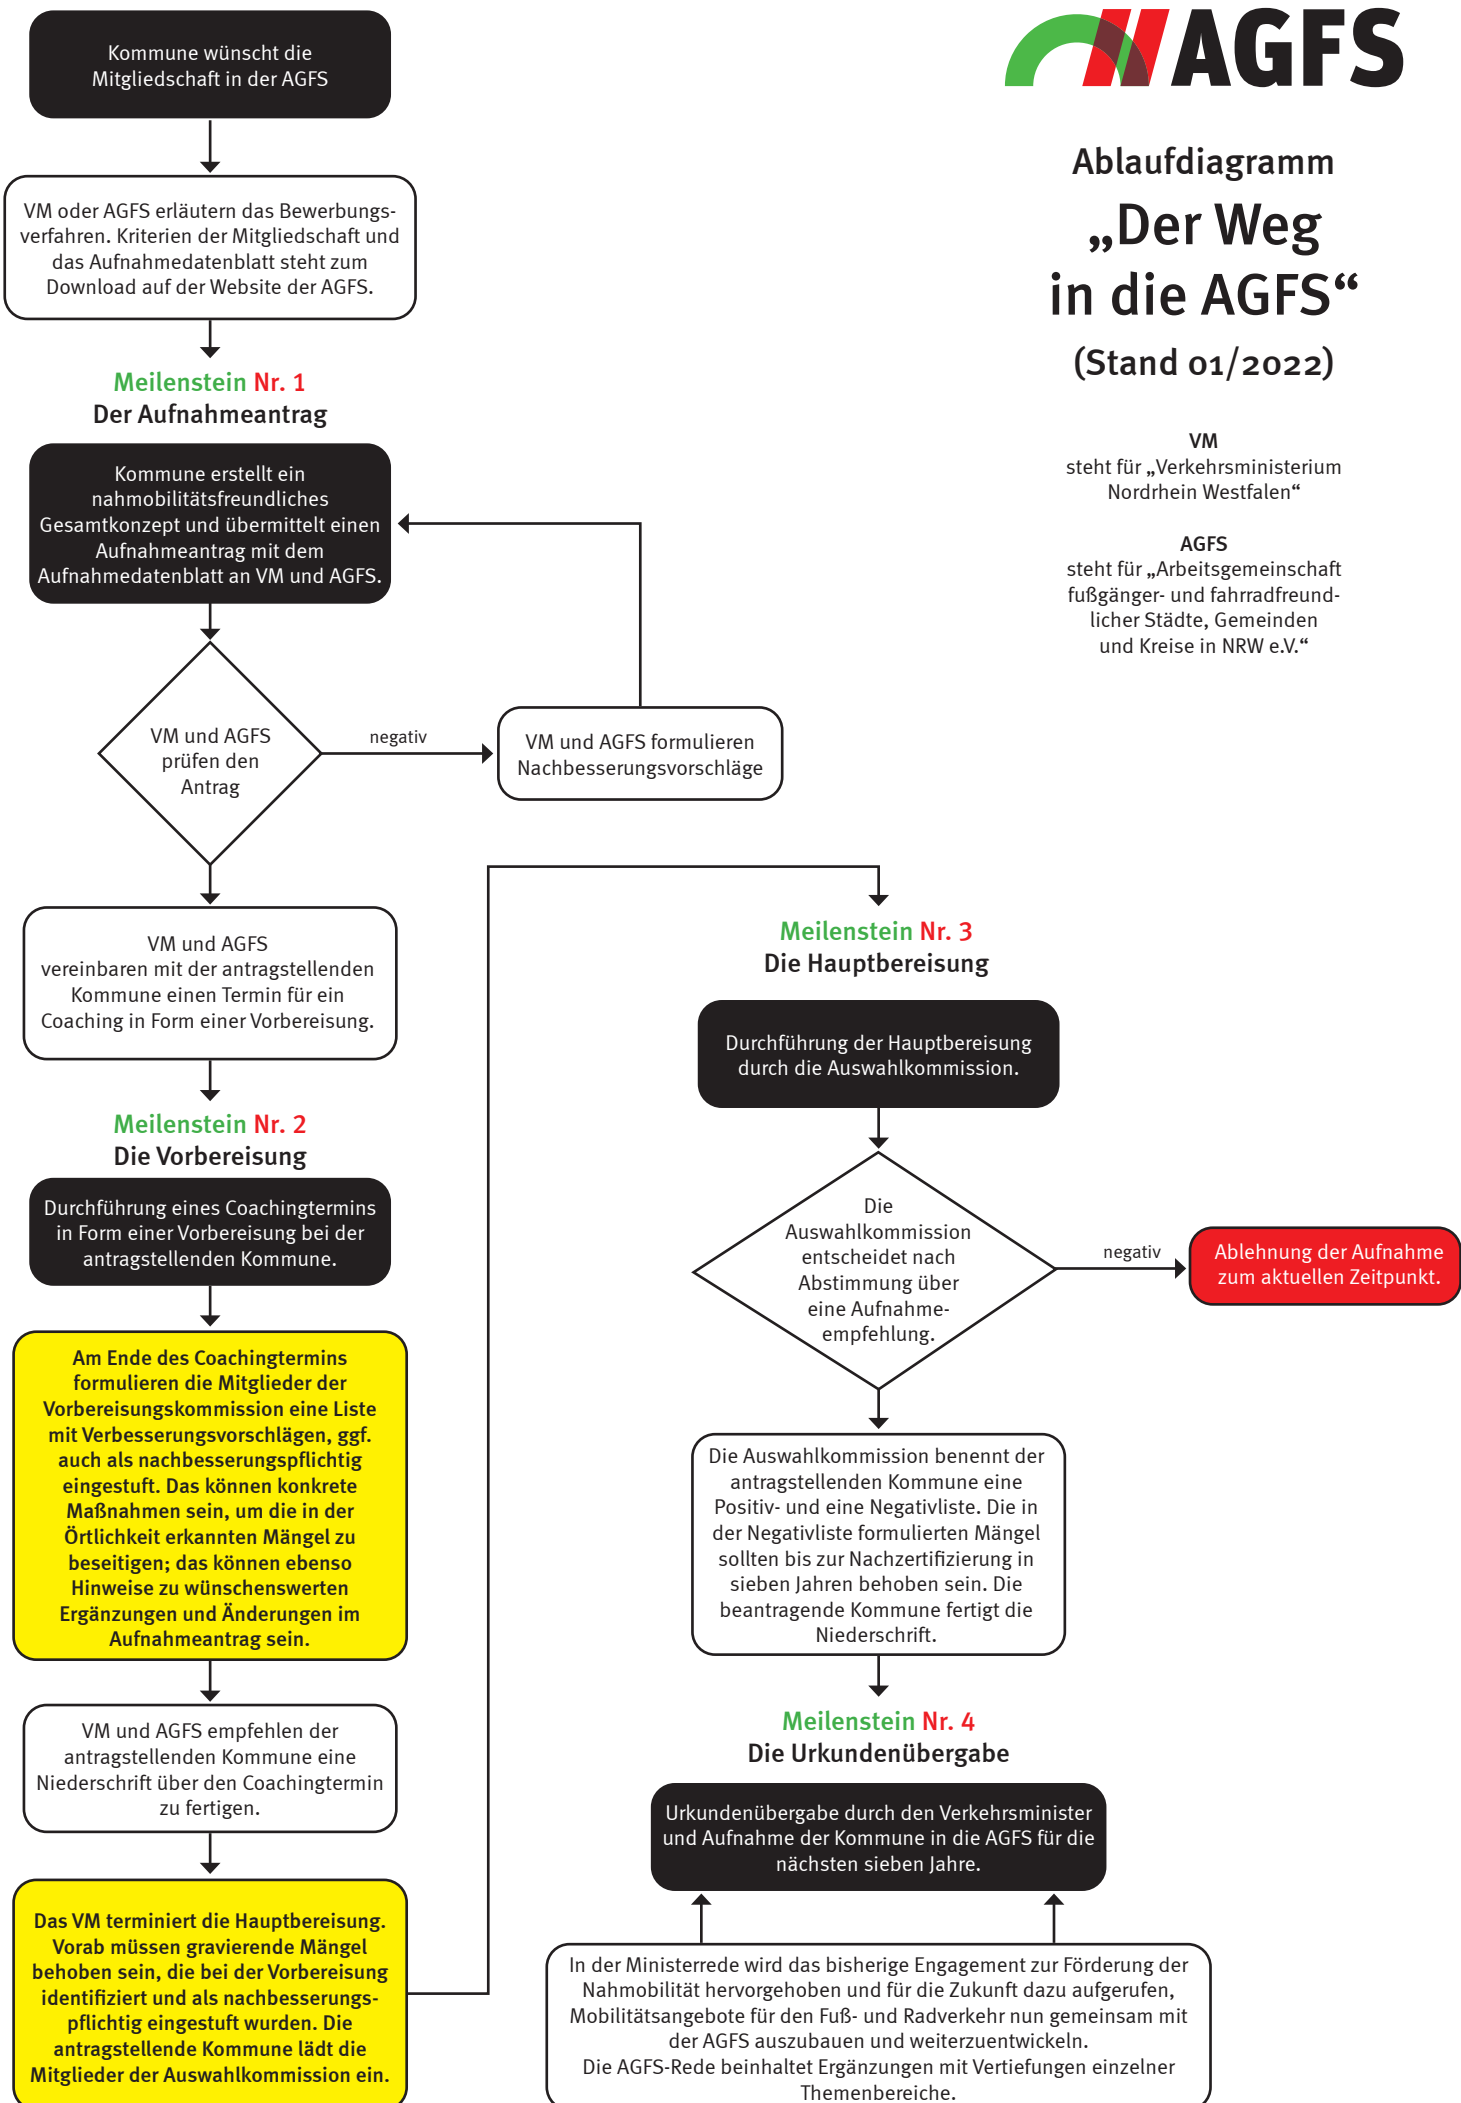 Kommune wünscht die
Mitgliedschaft in der AGFS
VM oder AGFS erläutern das Bewerbungs-
verfahren. Kriterien der Mitgliedschaft und
das Aufnahmedatenblatt steht zum
Download auf der Website der AGFS.
Meilenstein Nr. 1
Der Aufnahmeantrag
Kommune erstellt ein
nahmobilitätsfreundliches
Gesamtkonzept und übermittelt einen
Aufnahmeantrag mit dem
Aufnahmedatenblatt an VM und AGFS.
VM und AGFS
prüfen den
Antrag
negativ
VM und AGFS formulieren
Nachbesserungsvorschläge
VM und AGFS
vereinbaren mit der antragstellenden
Kommune einen Termin für ein
Coaching in Form einer Vorbereisung.
Meilenstein Nr. 2
Die Vorbereisung
Durchführung eines Coachingtermins
in Form einer Vorbereisung bei der
antragstellenden Kommune.
Am Ende des Coachingtermins
formulieren die Mitglieder der
Vorbereisungskommission eine Liste
mit Verbesserungsvorschlägen, ggf.
auch als nachbesserungspflichtig
eingestuft. Das können konkrete
Maßnahmen sein, um die in der
Örtlichkeit erkannten Mängel zu
beseitigen; das können ebenso
Hinweise zu wünschenswerten
Ergänzungen und Änderungen im
Aufnahmeantrag sein.
VM und AGFS empfehlen der
antragstellenden Kommune eine
Niederschrift über den Coachingtermin
zu fertigen.
Das VM terminiert die Hauptbereisung.
Vorab müssen gravierende Mängel
behoben sein, die bei der Vorbereisung
identifiziert und als nachbesserungs-
pflichtig eingestuft wurden. Die
antragstellende Kommune lädt die
Mitglieder der Auswahlkommission ein.
AGFS
Ablaufdiagramm
„Der Weg
in die AGFS“
(Stand 01/2022)
VM
steht für „Verkehrsministerium
Nordrhein Westfalen“
AGFS
steht für „Arbeitsgemeinschaft
fußgänger- und fahrradfreund-
licher Städte, Gemeinden
und Kreise in NRW e.V.“
Meilenstein Nr. 3
Die Hauptbereisung
Durchführung der Hauptbereisung
durch die Auswahlkommission.
Die
Auswahlkommission
entscheidet nach
Abstimmung über
eine Aufnahme-
empfehlung.
negativ
Ablehnung der Aufnahme
zum aktuellen Zeitpunkt.
Die Auswahlkommission benennt der
antragstellenden Kommune eine
Positiv- und eine Negativliste. Die in
der Negativliste formulierten Mängel
sollten bis zur Nachzertifizierung in
sieben Jahren behoben sein. Die
beantragende Kommune fertigt die
Niederschrift.
Meilenstein Nr. 4
Die Urkundenübergabe
Urkundenübergabe durch den Verkehrsminister
und Aufnahme der Kommune in die AGFS für die
nächsten sieben Jahre.
In der Ministerrede wird das bisherige Engagement zur Förderung der
Nahmobilität hervorgehoben und für die Zukunft dazu aufgerufen,
Mobilitätsangebote für den Fuß- und Radverkehr nun gemeinsam mit
der AGFS auszubauen und weiterzuentwickeln.
Die AGFS-Rede beinhaltet Ergänzungen mit Vertiefungen einzelner
Themenbereiche.